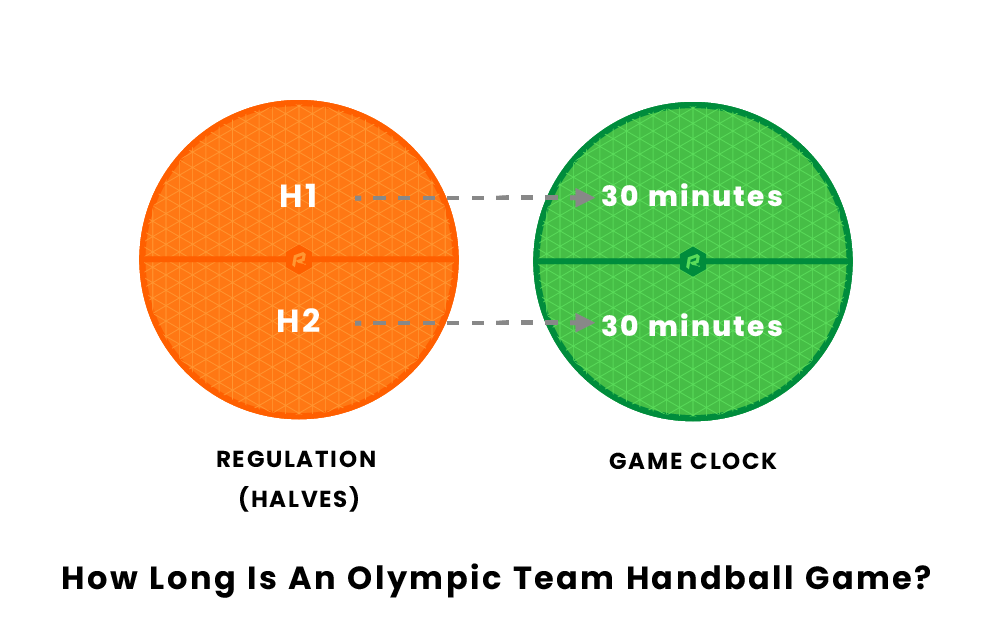 H1
30 minutes
H2
30 minutes
REGULATION
(HALVES)
GAME CLOCK
How Long Is An Olympic Team Handball Game?